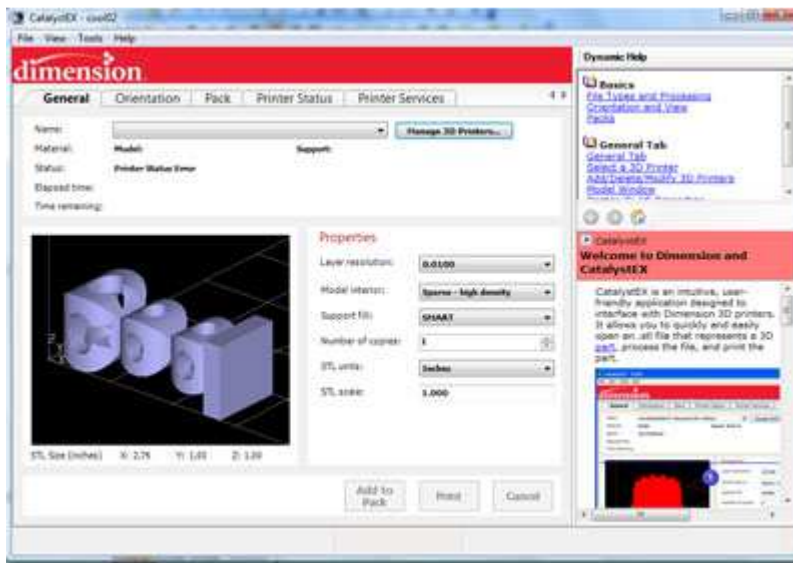 CatalystEX - cool02
File View Tools Help
dimension
General Orientation Pack Printer Status Printer Services
Name:
Manage 3D Printers...
Material: Model: Support:
Status: Printer Status Error
Elapsed time:
Time remaining:
Properties
Layer resolution: 0.0100
Model interior: Sparse - high density
Support fill: SMART
Number of copies: 1
STL units: Inches
STL scale: 1.000
STL Size (inches) X: 2.76 Y: 1.00 Z: 1.00
Add to
Pack
Print Cancel
Dynamic Help
Basics
File Types and Processing
Orientation and View
Packs
General Tab
General Tab
Select a 3D Printer
Add/Delete/Modify 3D Printers
Model Window
CatalystEX
Welcome to Dimension and
CatalystEX
CatalystEX is an intuitive, user-
friendly application designed to
interface with Dimension 3D printers.
It allows you to quickly and easily
open an .stl file that represents a 3D
part, process the file, and print the
part.
dimension